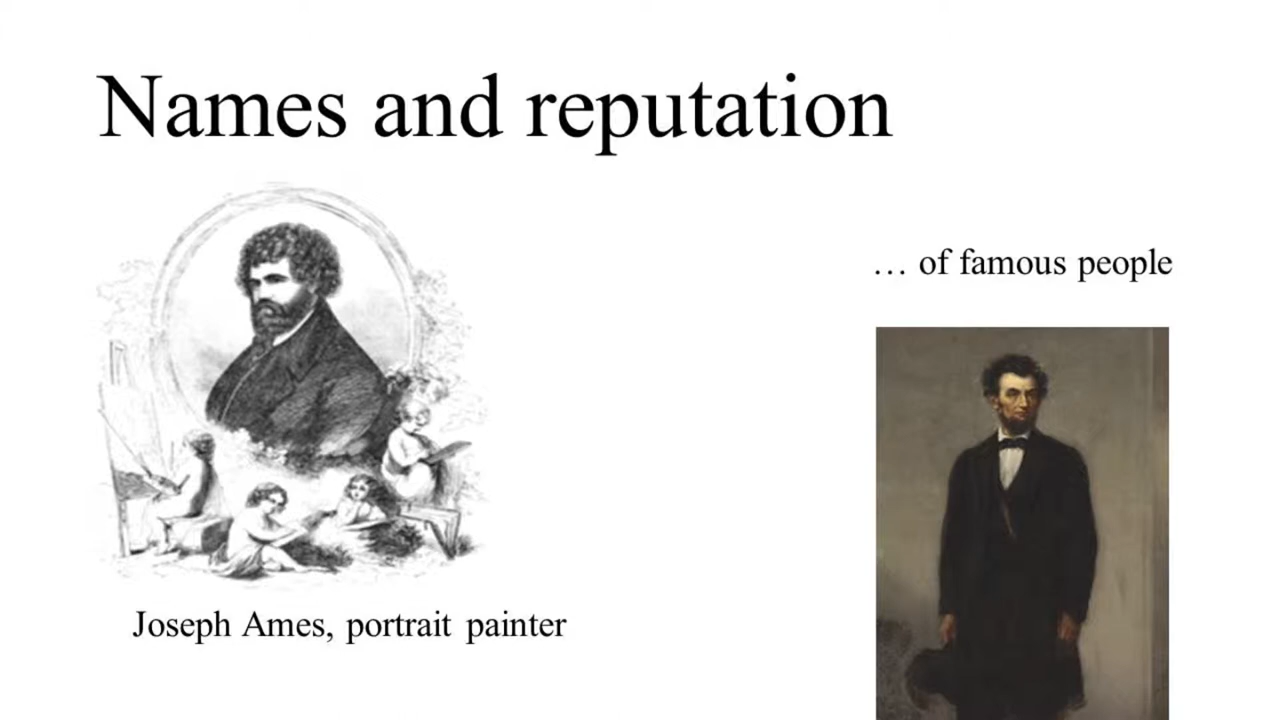 Names and reputation
… of famous people
Joseph Ames, portrait painter